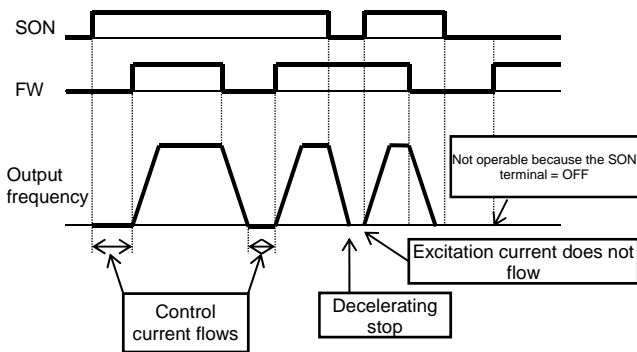 SON
FW
Output
frequency
Not operable because the SON
terminal = OFF
Excitation current does not
flow
Control
current flows
Decelerating
stop